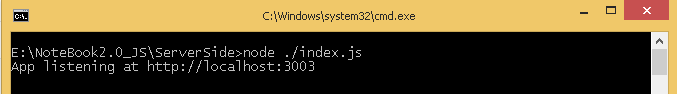 C:\Windows\system32\cmd.exe
E:\NoteBook2.0_JS\ServerSide>node ./index.js
App listening at http://localhost:3003